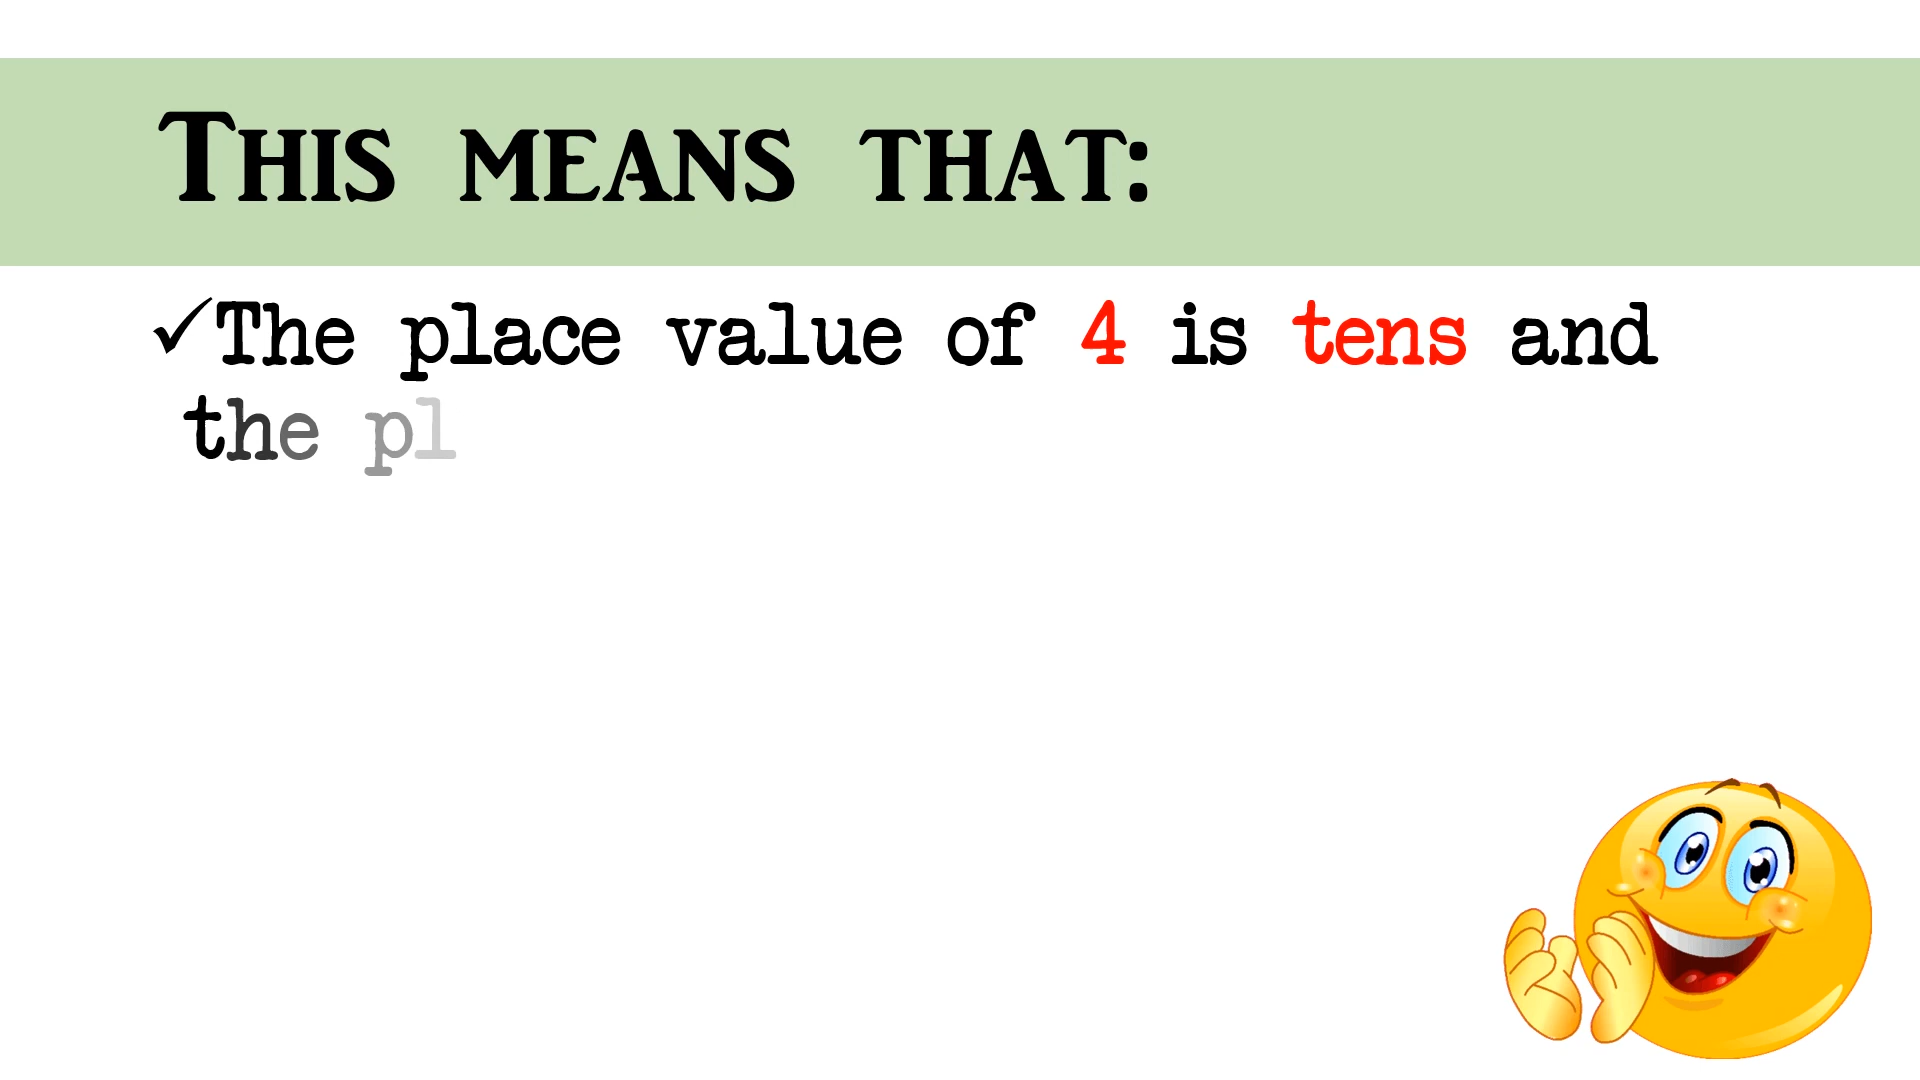 This means that:
✓The place value of 4 is tens and
the pl